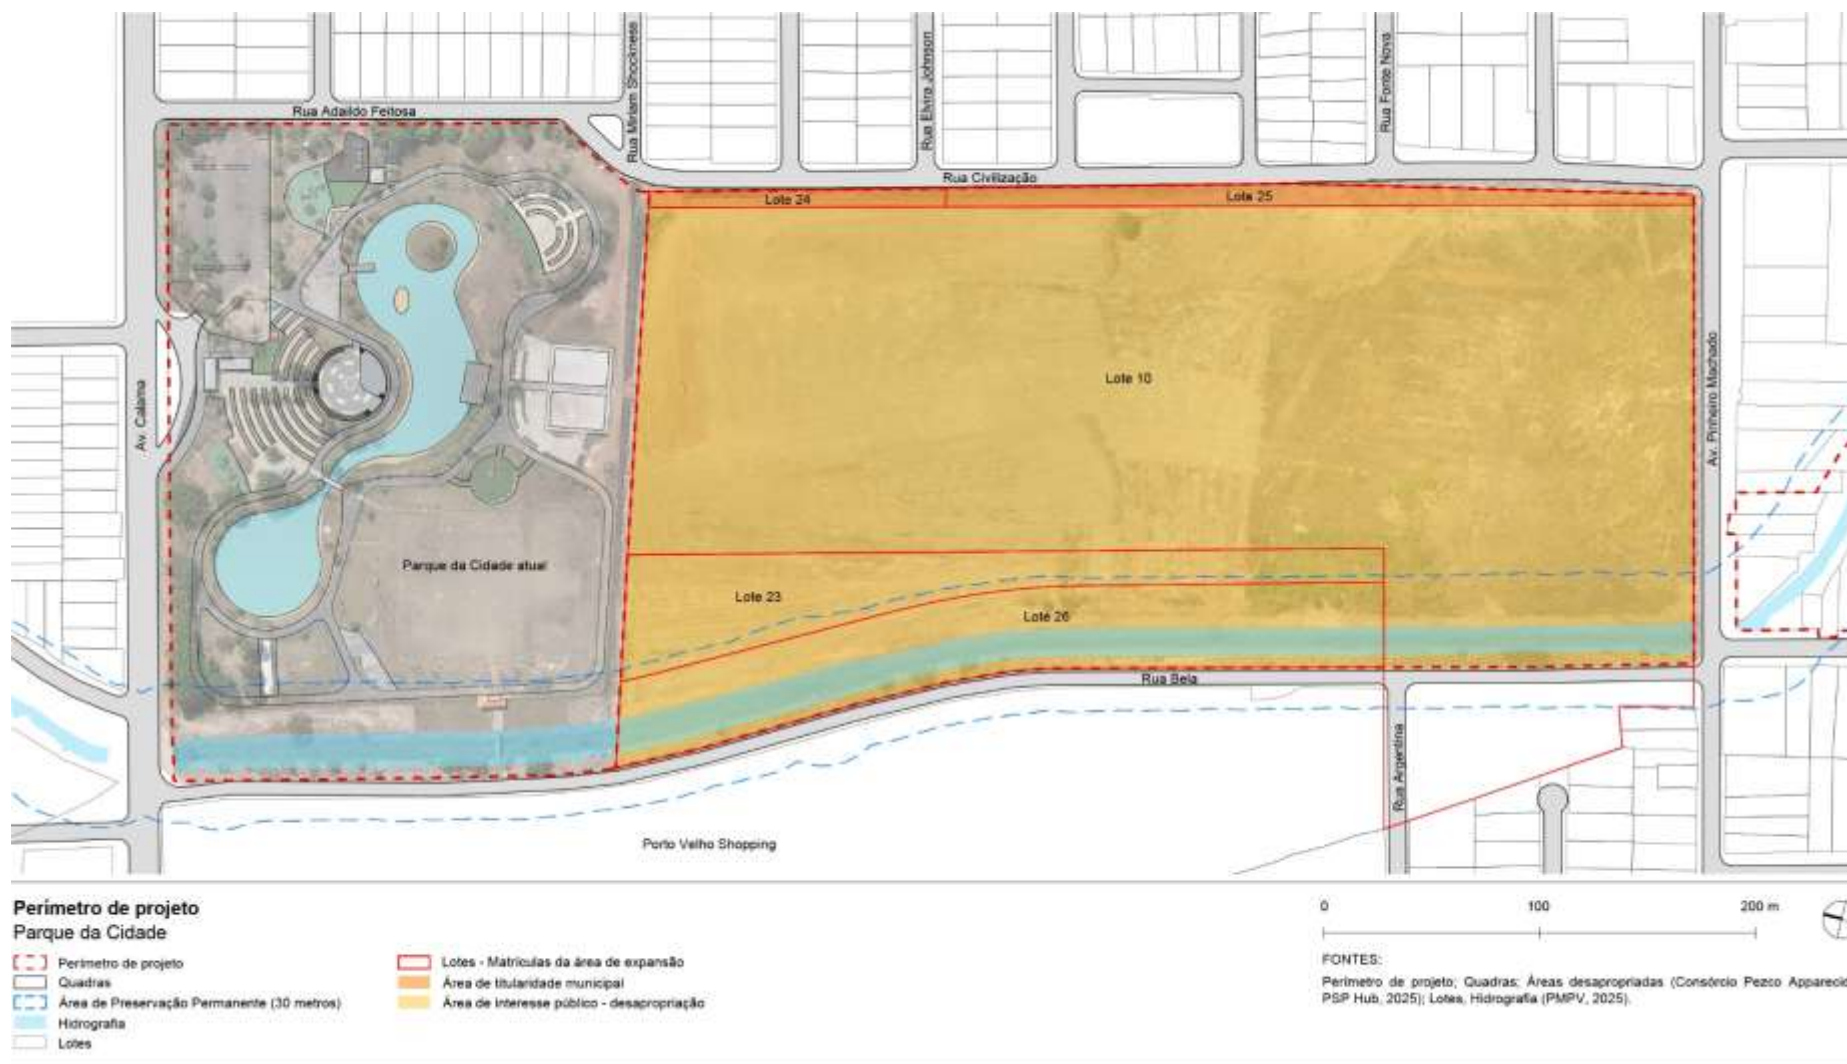 Rua Adaildo Feitosa
Rua Miriam Shockness
Rua Elvira Johnson
Rua Fonte Nova
Rua Civilização
Lote 24
Lote 25
Lote 10
Av. Calama
Av. Pinheiro Machado
Parque da Cidade atual
Lote 23
Lote 26
Rua Bela
Rua Argentina
Porto Velho Shopping
Perímetro de projeto
Parque da Cidade
Perímetro de projeto
Quadras
Área de Preservação Permanente (30 metros)
Hidrografia
Lotes
Lotes - Matrículas da área de expansão
Área de titularidade municipal
Área de interesse público - desapropriação
0 100 200 m
FONTES:
Perímetro de projeto; Quadras; Áreas desapropriadas (Consórcio Pezco Apparecid
PSP Hub, 2025); Lotes, Hidrografia (PMPV, 2025).